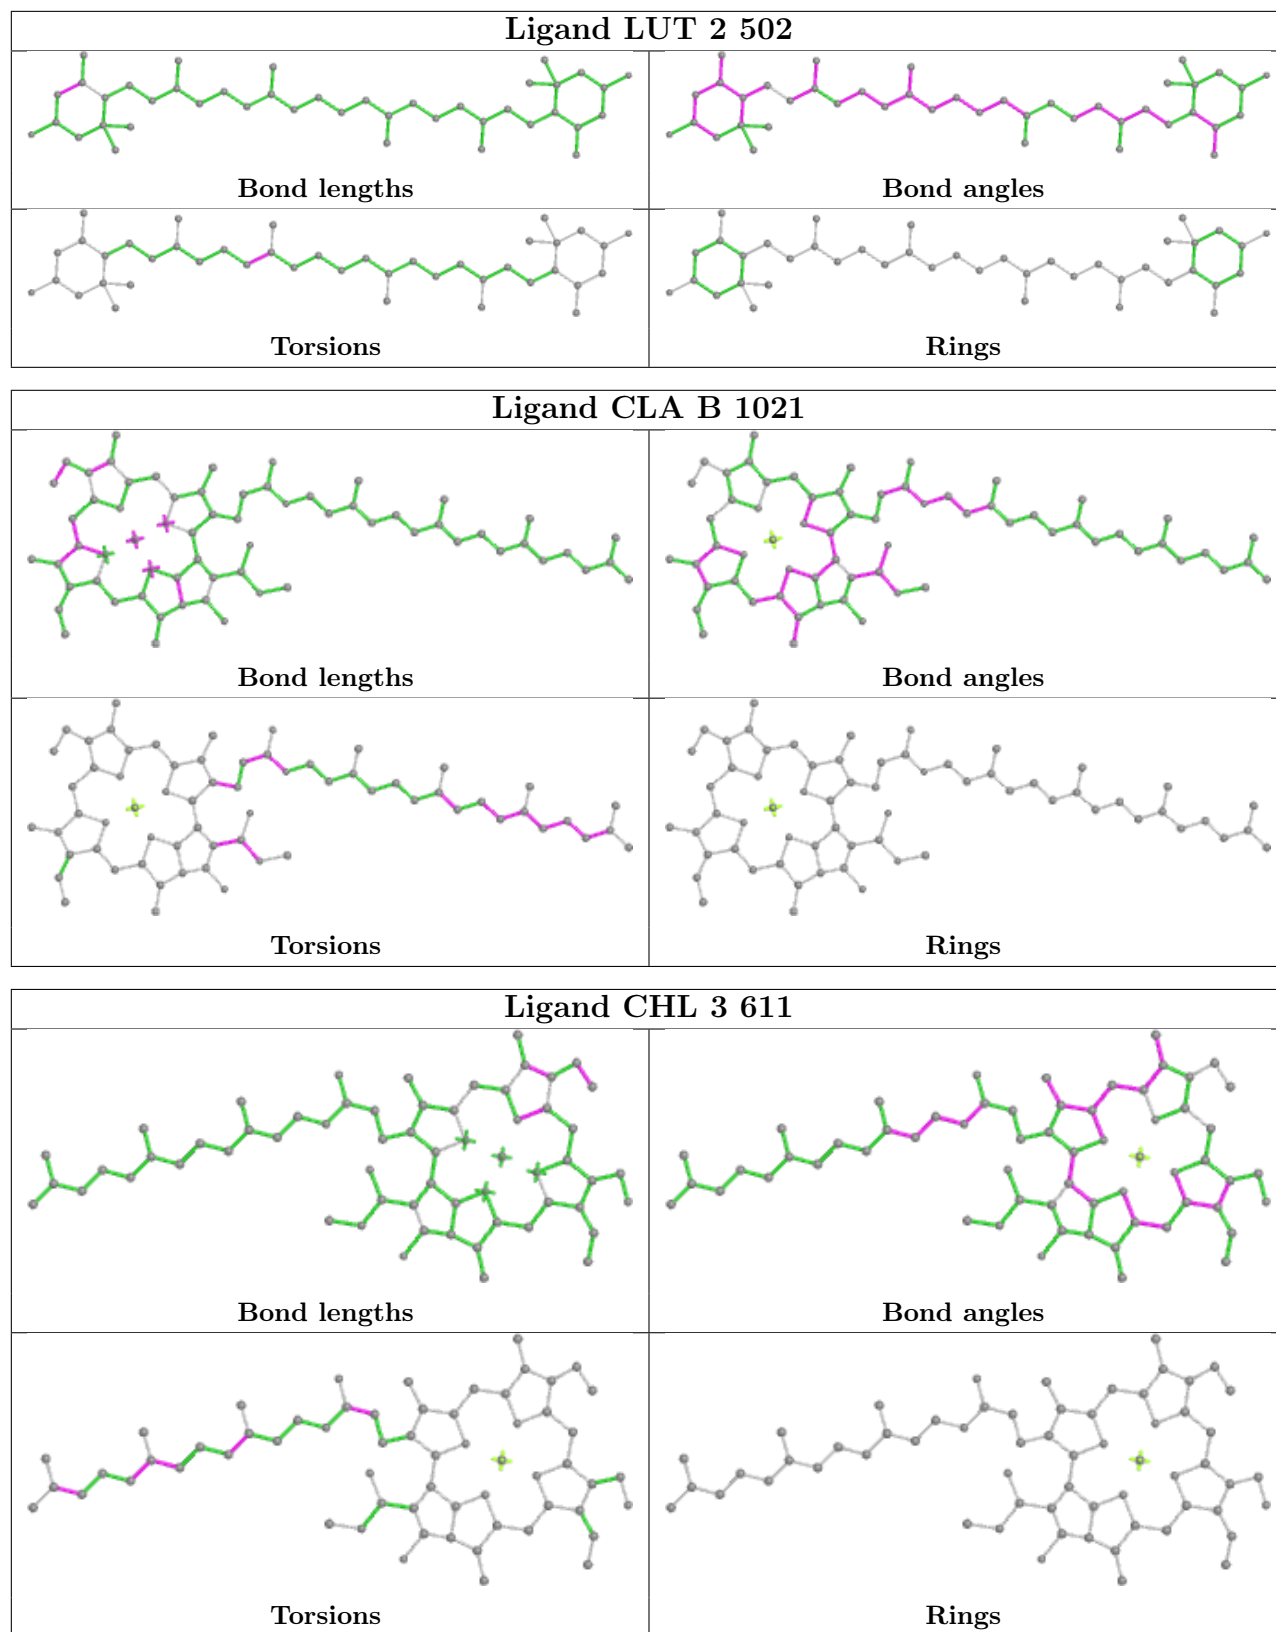 Ligand LUT 2 502
Bond lengths
Bond angles
Torsions
Rings
Ligand CLA B 1021
Bond lengths
Bond angles
Torsions
Rings
Ligand CHL 3 611
Bond lengths
Bond angles
Torsions
Rings